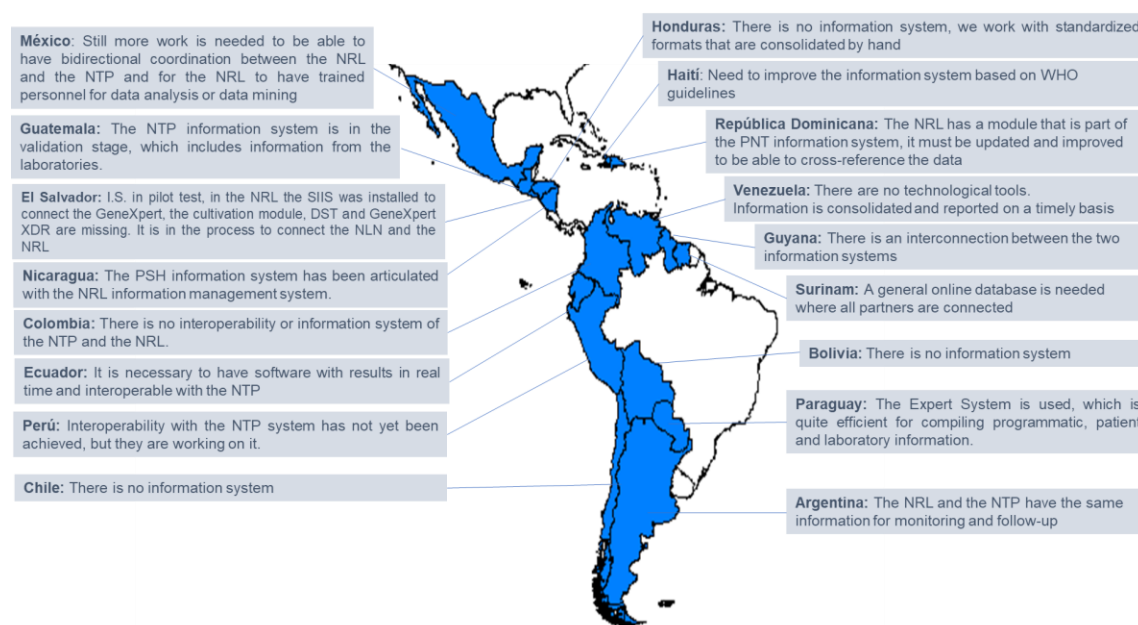 México: Still more work is needed to be able to
have bidirectional coordination between the NRL
and the NTP and for the NRL to have trained
personnel for data analysis or data mining
Guatemala: The NTP information system is in the
validation stage, which includes information from the
laboratories.
El Salvador: I.S. in pilot test, in the NRL the SIIS was installed to
connect the GeneXpert, the cultivation module, DST and GeneXpert
XDR are missing. It is in the process to connect the NLN and the
NRL
Nicaragua: The PSH information system has been articulated
with the NRL information management system.
Colombia: There is no interoperability or information system of
the NTP and the NRL.
Ecuador: It is necessary to have software with results in real
time and interoperable with the NTP
Perú: Interoperability with the NTP system has not yet been
achieved, but they are working on it.
Chile: There is no information system
Honduras: There is no information system, we work with standardized
formats that are consolidated by hand
Haití: Need to improve the information system based on WHO
guidelines
República Dominicana: The NRL has a module that is part of
the PNT information system, it must be updated and improved
to be able to cross-reference the data
Venezuela: There are no technological tools.
Information is consolidated and reported on a timely basis
Guyana: There is an interconnection between the two
information systems
Surinam: A general online database is needed
where all partners are connected
Bolivia: There is no information system
Paraguay: The Expert System is used, which is
quite efficient for compiling programmatic, patient
and laboratory information.
Argentina: The NRL and the NTP have the same
information for monitoring and follow-up